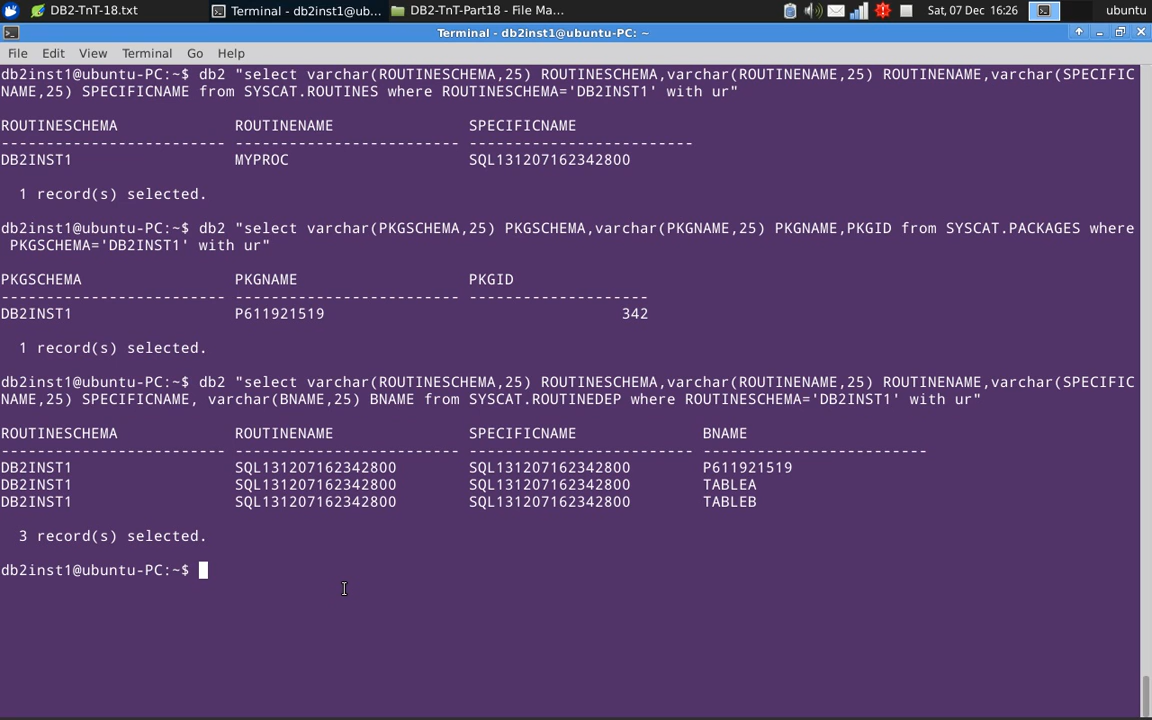 DB2-TnT-18.txt
Terminal - db2inst1@ub...
DB2-TnT-Part18 - File Ma...
Sat, 07 Dec 16:26
ubuntu
Terminal - db2inst1@ubuntu-PC: ~
File Edit View Terminal Go Help
db2inst1@ubuntu-PC:~$ db2 "select varchar(ROUTINESCHEMA,25) ROUTINESCHEMA,varchar(ROUTINENAME,25) ROUTINENAME,varchar(SPECIFIC
NAME,25) SPECIFICNAME from SYSCAT.ROUTINES where ROUTINESCHEMA='DB2INST1' with ur"
ROUTINESCHEMA ROUTINENAME SPECIFICNAME
------------------------- ------------------------- -------------------------
DB2INST1 MYPROC SQL131207162342800
1 record(s) selected.
db2inst1@ubuntu-PC:~$ db2 "select varchar(PKGSCHEMA,25) PKGSCHEMA,varchar(PKGNAME,25) PKGNAME,PKGID from SYSCAT.PACKAGES where
PKGSCHEMA='DB2INST1' with ur"
PKGSCHEMA PKGNAME PKGID
------------------------- ------------------------- --------------------
DB2INST1 P611921519 342
1 record(s) selected.
db2inst1@ubuntu-PC:~$ db2 "select varchar(ROUTINESCHEMA,25) ROUTINESCHEMA,varchar(ROUTINENAME,25) ROUTINENAME,varchar(SPECIFIC
NAME,25) SPECIFICNAME, varchar(BNAME,25) BNAME from SYSCAT.ROUTINEDEP where ROUTINESCHEMA='DB2INST1' with ur"
ROUTINESCHEMA ROUTINENAME SPECIFICNAME BNAME
------------------------- ------------------------- ------------------------- -------------------------
DB2INST1 SQL131207162342800 SQL131207162342800 P611921519
DB2INST1 SQL131207162342800 SQL131207162342800 TABLEA
DB2INST1 SQL131207162342800 SQL131207162342800 TABLEB
3 record(s) selected.
db2inst1@ubuntu-PC:~$